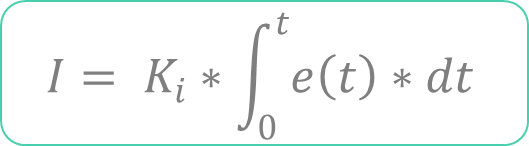 I = K_i * ∫_0^t e(t) * dt